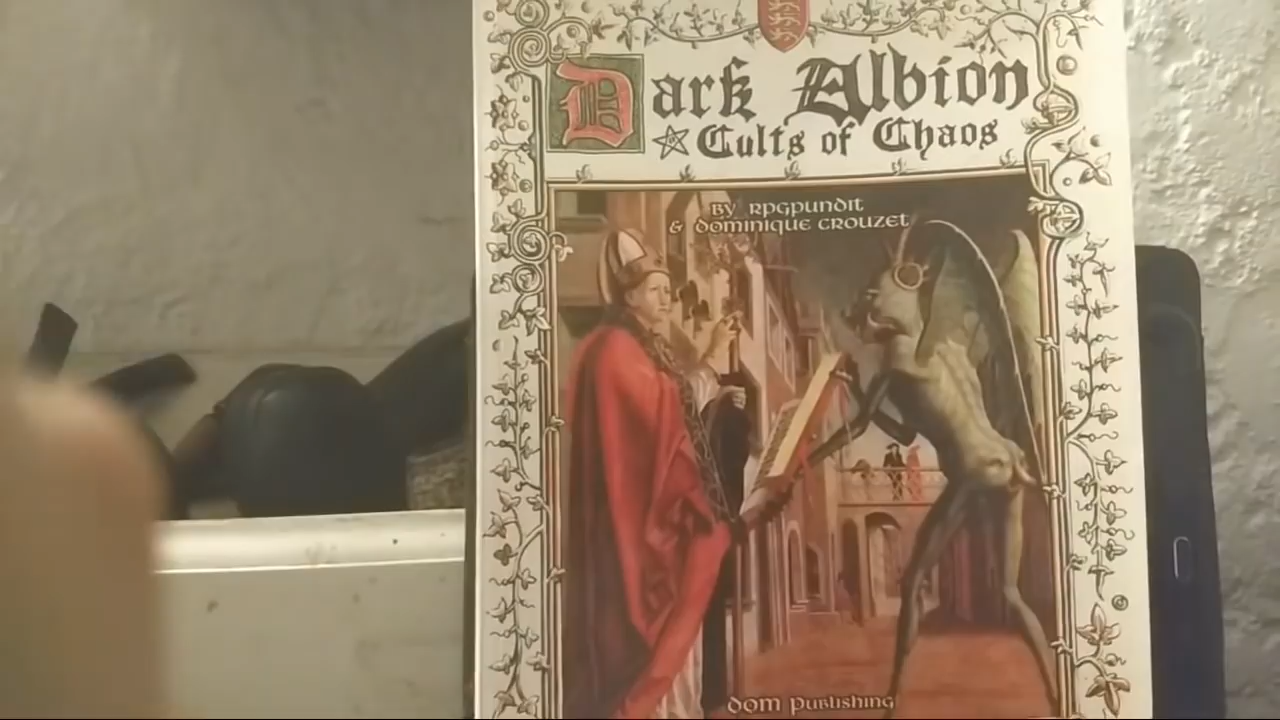 Dark Albion
Cults of Chaos
BY RPGPUNDIT
& DOMINIQUE CROUZET
DOM PUBLISHING